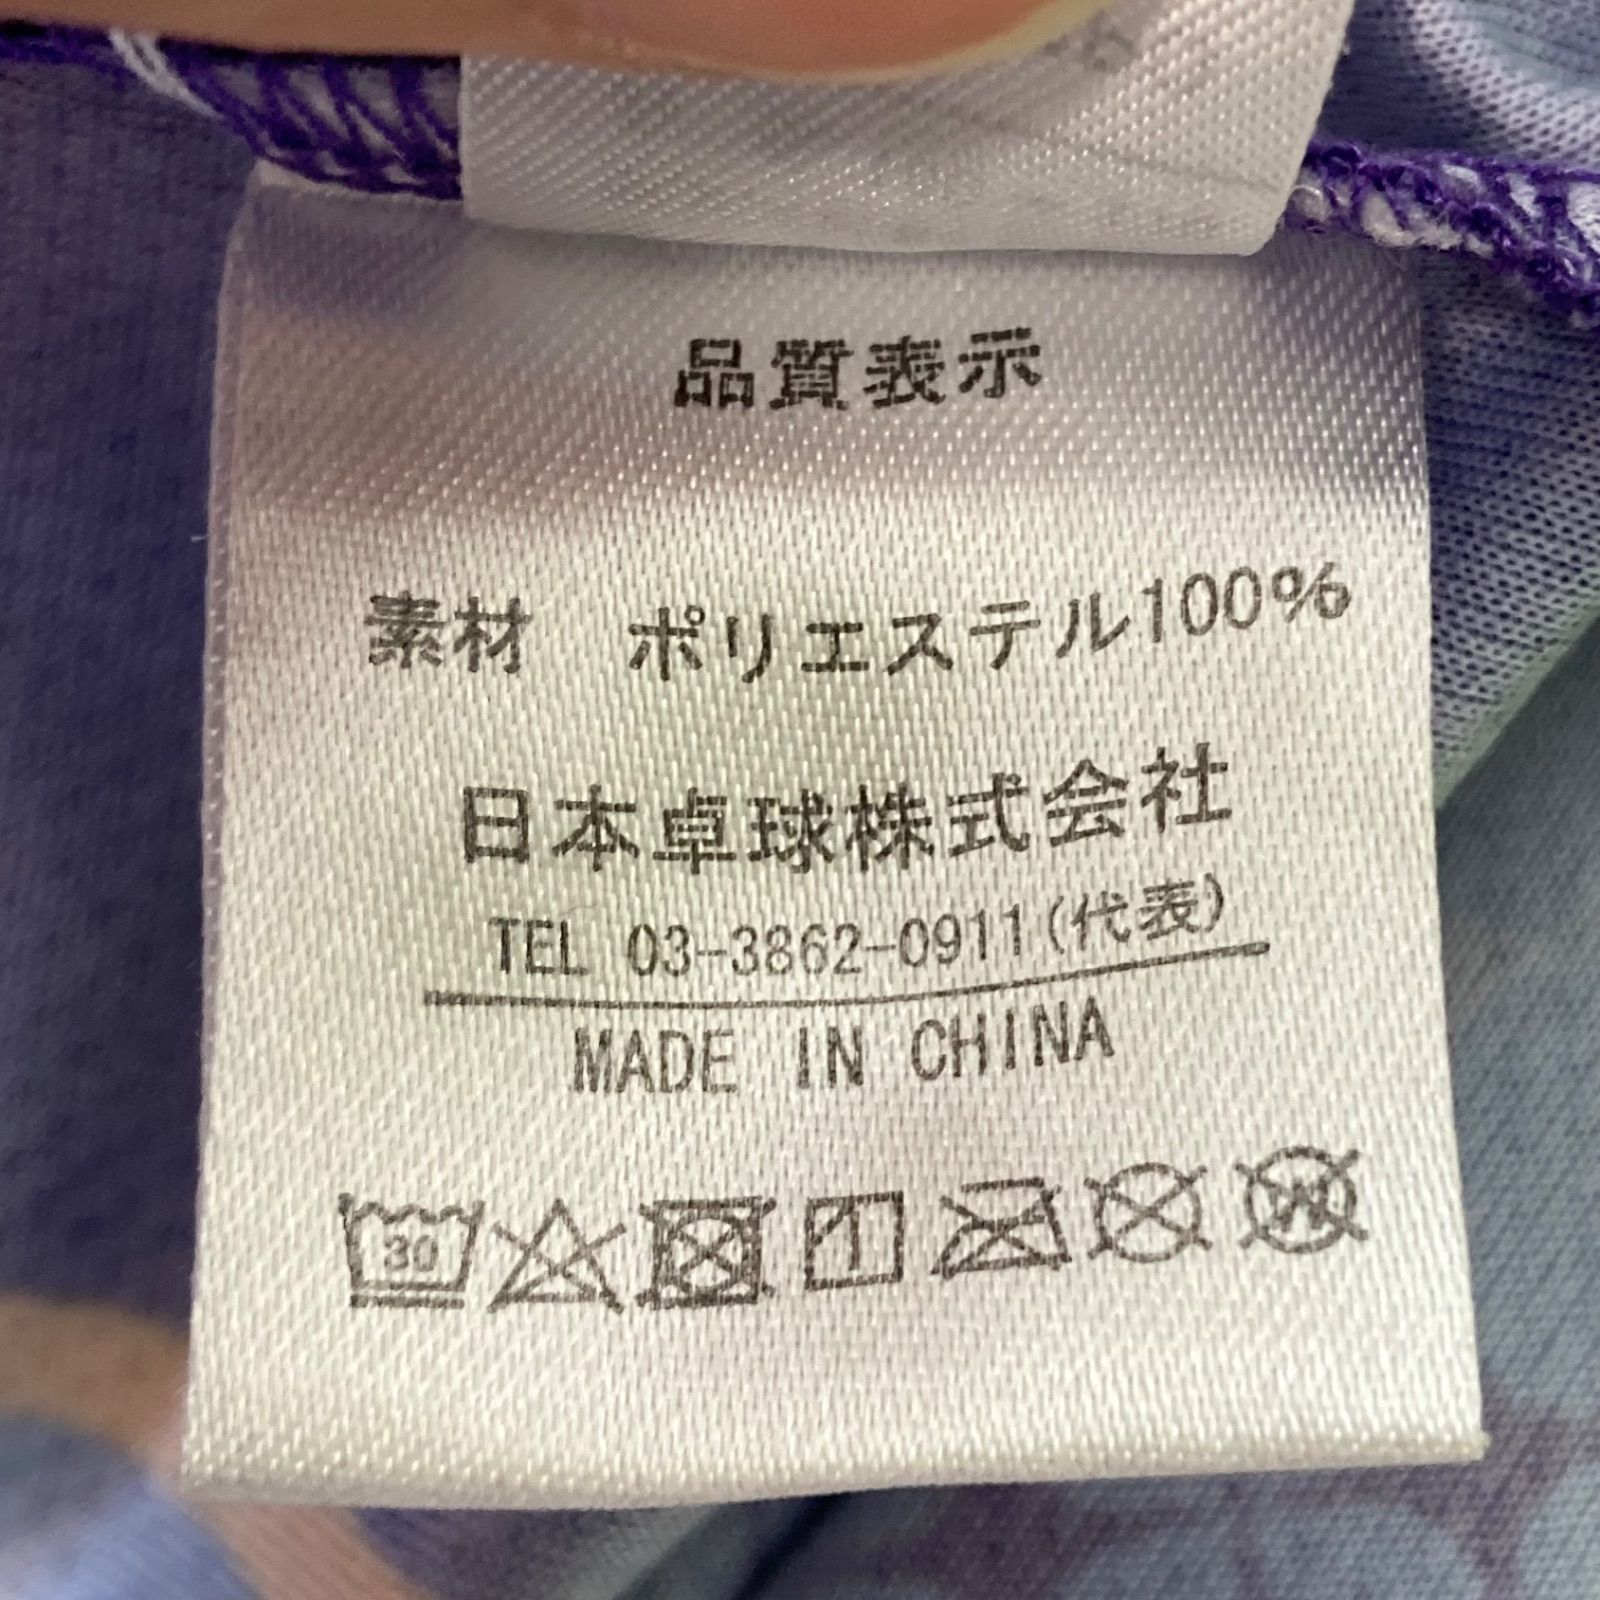 品質表示
素材 ポリエステル100%
日本卓球株式会社
TEL 03-3862-0911(代表)
MADE IN CHINA
30
W